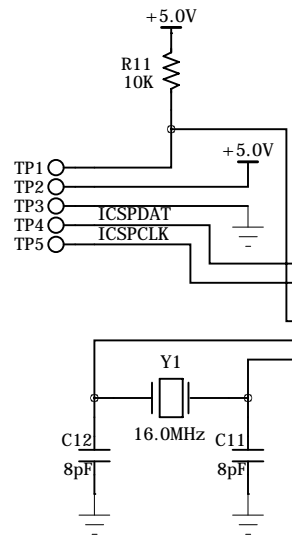 +5.0V
R11
10K
+5.0V
TP1
TP2
TP3
TP4
ICSPDAT
TP5
ICSPCLK
Y1
16.0MHz
C12
8pF
C11
8pF